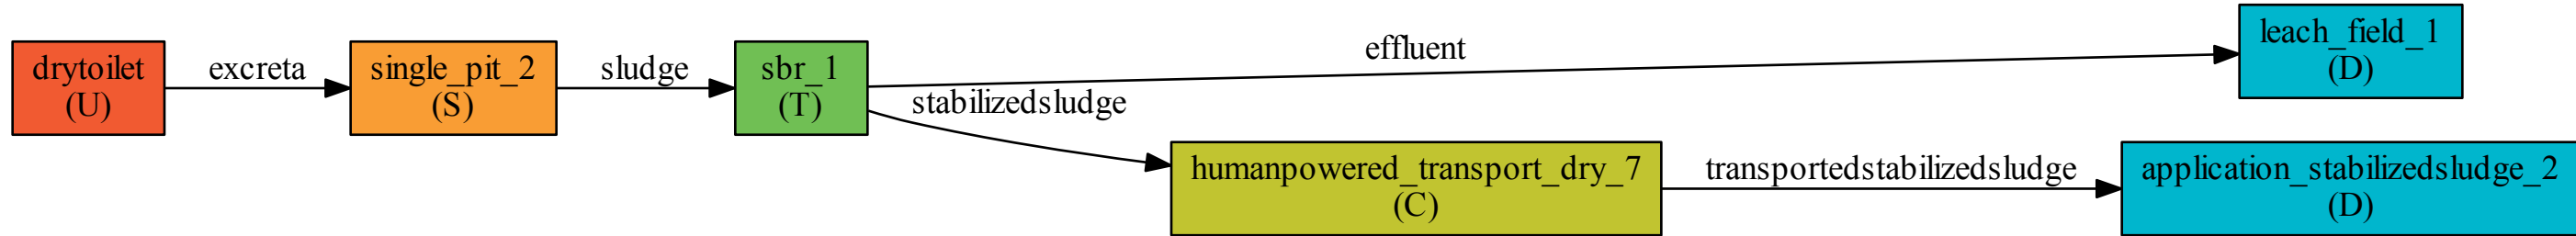 drytoilet
(U)
excreta
single_pit_2
(S)
sludge
sbr_1
(T)
effluent
leach_field_1
(D)
stabilizedsludge
humanpowered_transport_dry_7
(C)
transportedstabilizedsludge
application_stabilizedsludge_2
(D)